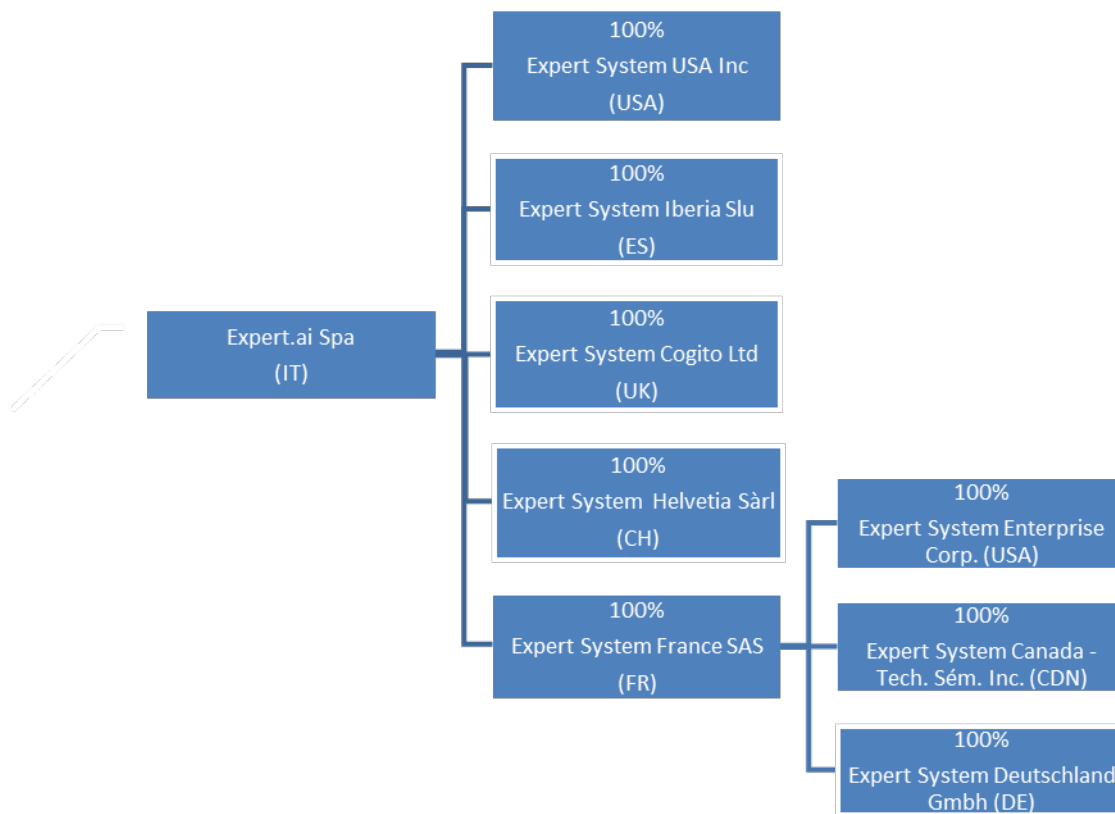 100%
Expert System USA Inc
(USA)
100%
Expert System Iberia Slu
(ES)
Expert.ai Spa
(IT)
100%
Expert System Cogito Ltd
(UK)
100%
Expert System Helvetia Sàrl
(CH)
100%
Expert System France SAS
(FR)
100%
Expert System Enterprise
Corp. (USA)
100%
Expert System Canada -
Tech. Sém. Inc. (CDN)
100%
Expert System Deutschland
Gmbh (DE)